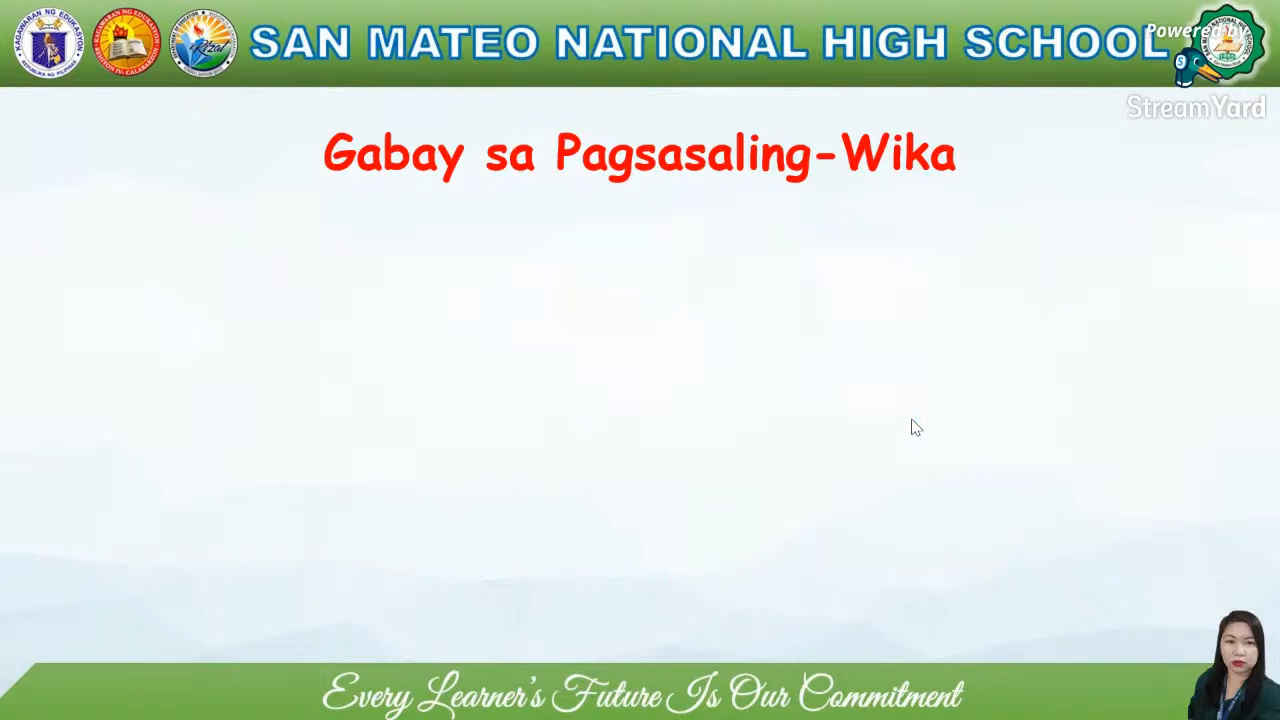 SAN MATEO NATIONAL HIGH SCHOOL
Powered by
StreamYard
Gabay sa Pagsasaling-Wika
Every Learner's Future Is Our Commitment